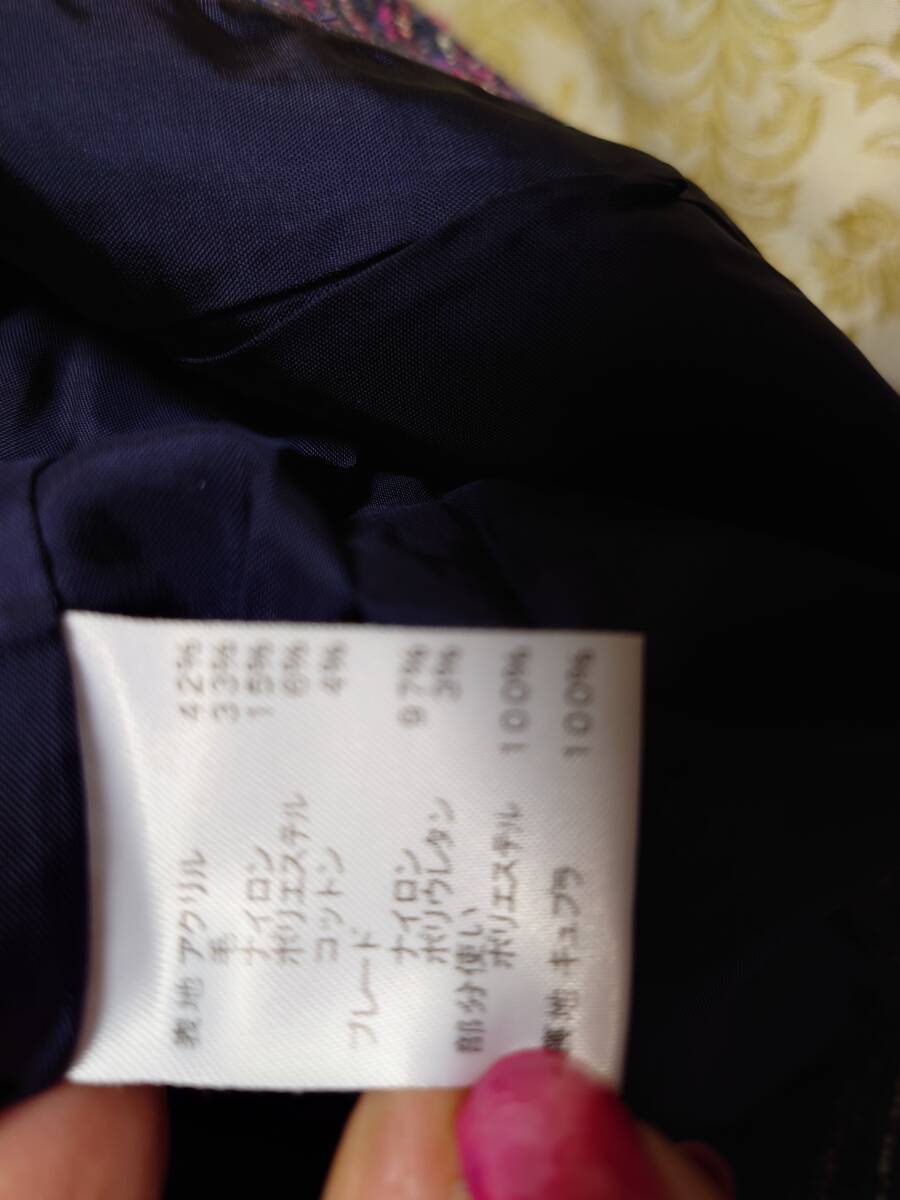 表地 アクリル 42%
毛 33%
ナイロン 15%
ポリエステル 6%
コットン 4%
ブレード
ナイロン 97%
ポリウレタン 3%
部分使い
ポリエステル 100%
裏地 キュプラ 100%